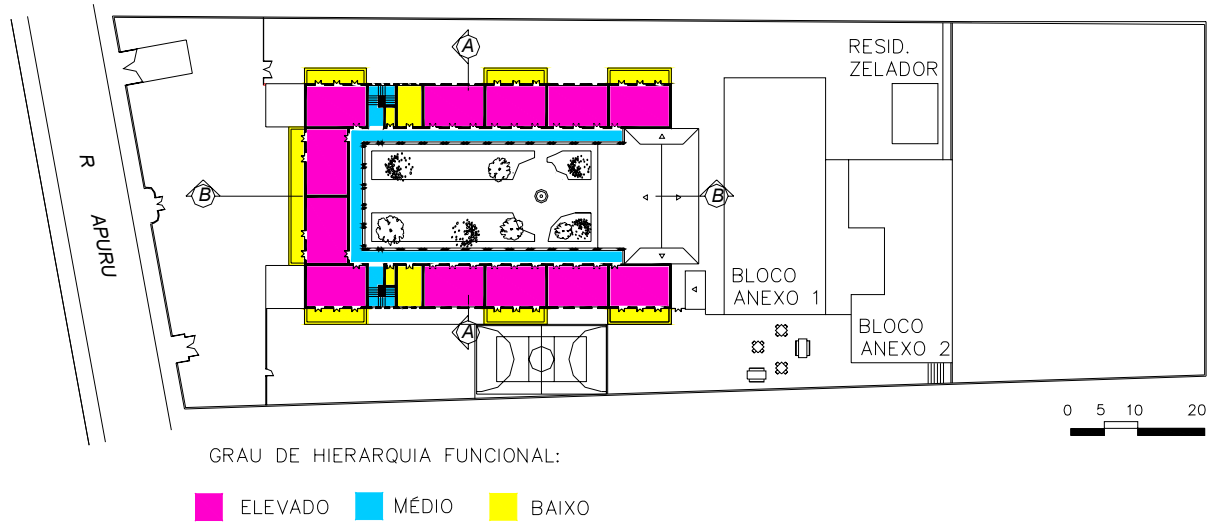 A
RESID.
ZELADOR
R APURU
B
B
BLOCO
ANEXO 1
A
BLOCO
ANEXO 2
0 5 10 20
GRAU DE HIERARQUIA FUNCIONAL:
ELEVADO MÉDIO BAIXO